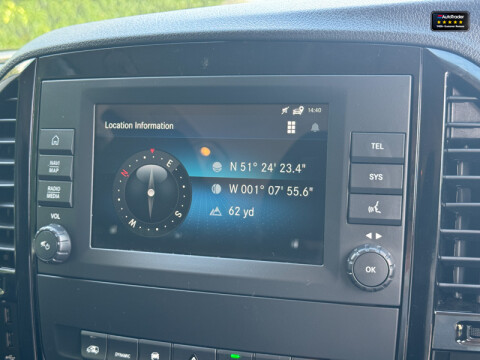 AutoTrader
14:40
Location Information
N 51° 24' 23.4"
W 001° 07' 55.6"
62 yd
N
E
S
W
NAVI
MAP
RADIO
MEDIA
VOL
TEL
SYS
OK
DYNAMIC